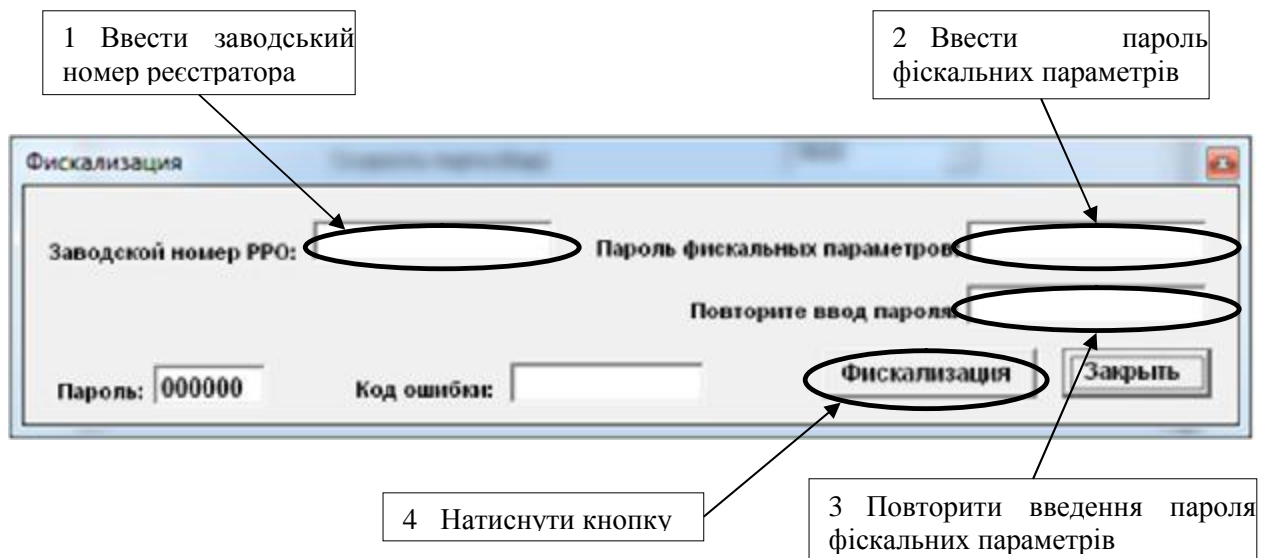 1 Ввести заводський
номер реєстратора
2 Ввести пароль
фіскальних параметрів
Фискализация
Заводской номер РРО:
Пароль фискальных параметров:
Повторите ввод пароля:
Пароль: 000000
Код ошибки:
Фискализация
Закрыть
4 Натиснути кнопку
3 Повторити введення пароля
фіскальних параметрів